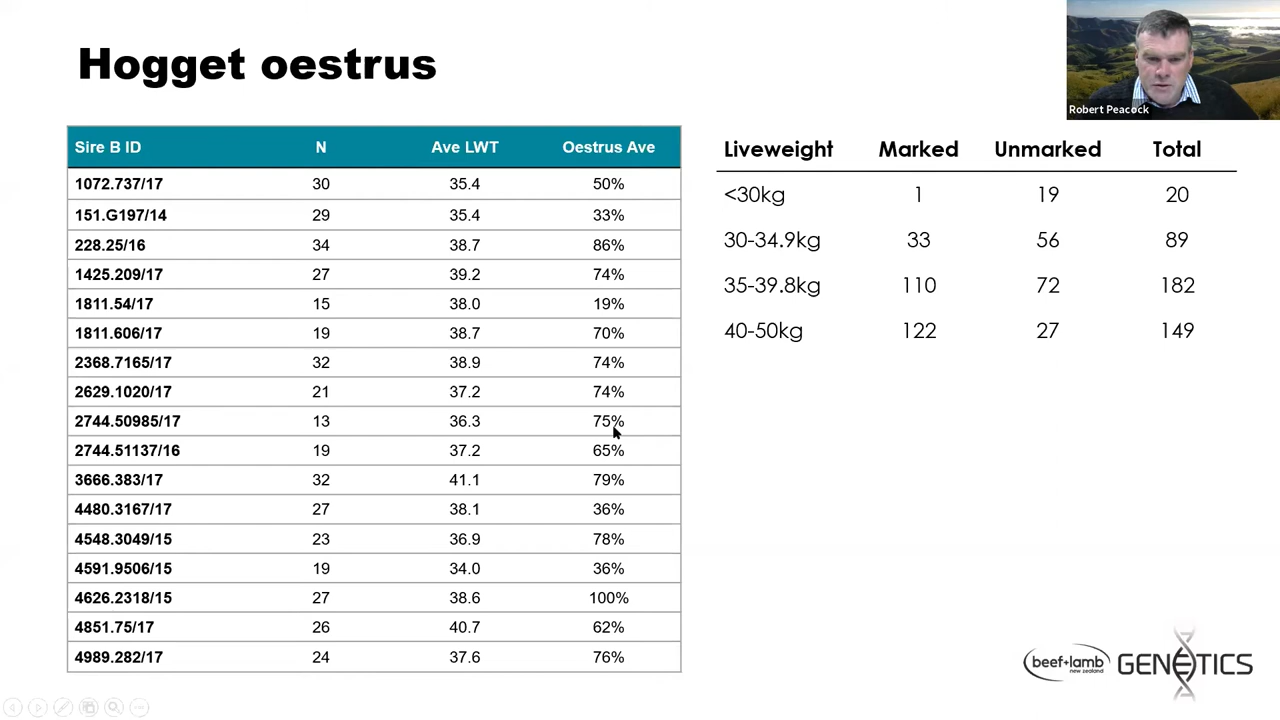 Hogget oestrus
Robert Peacock
Sire B ID N Ave LWT Oestrus Ave
1072.737/17 30 35.4 50%
151.G197/14 29 35.4 33%
228.25/16 34 38.7 86%
1425.209/17 27 39.2 74%
1811.54/17 15 38.0 19%
1811.606/17 19 38.7 70%
2368.7165/17 32 38.9 74%
2629.1020/17 21 37.2 74%
2744.50985/17 13 36.3 75%
2744.51137/16 19 37.2 65%
3666.383/17 32 41.1 79%
4480.3167/17 27 38.1 36%
4548.3049/15 23 36.9 78%
4591.9506/15 19 34.0 36%
4626.2318/15 27 38.6 100%
4851.75/17 26 40.7 62%
4989.282/17 24 37.6 76%
Liveweight Marked Unmarked Total
<30kg 1 19 20
30-34.9kg 33 56 89
35-39.8kg 110 72 182
40-50kg 122 27 149
beef+lamb GENETICS
new zealand